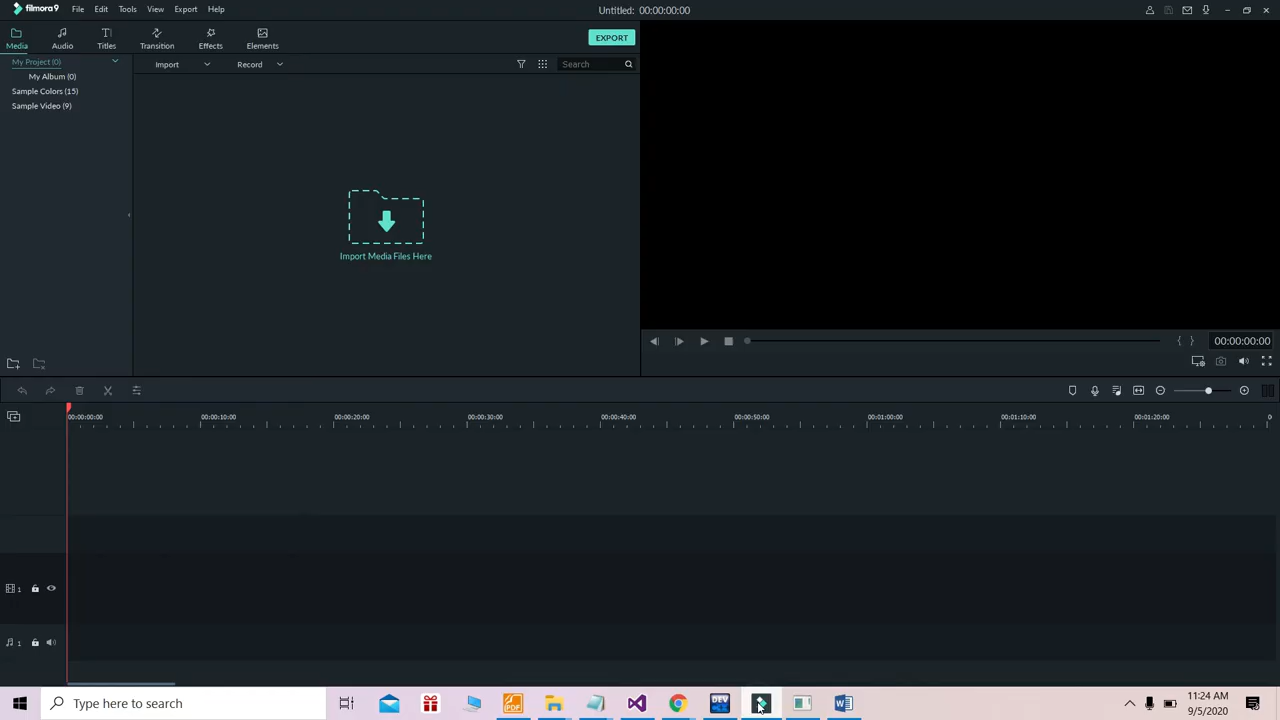 filmora9 File Edit Tools View Export Help Untitled: 00:00:00:00
Media Audio Titles Transition Effects Elements EXPORT
My Project (0) Import Record Search
My Album (0)
Sample Colors (15)
Sample Video (9)
Import Media Files Here
00:00:00:00
00:00:00:00 00:00:10:00 00:00:20:00 00:00:30:00 00:00:40:00 00:00:50:00 00:01:00:00 00:01:10:00 00:01:20:00 0
1
1
Type here to search PDF DEV W 11:24 AM
9/5/2020